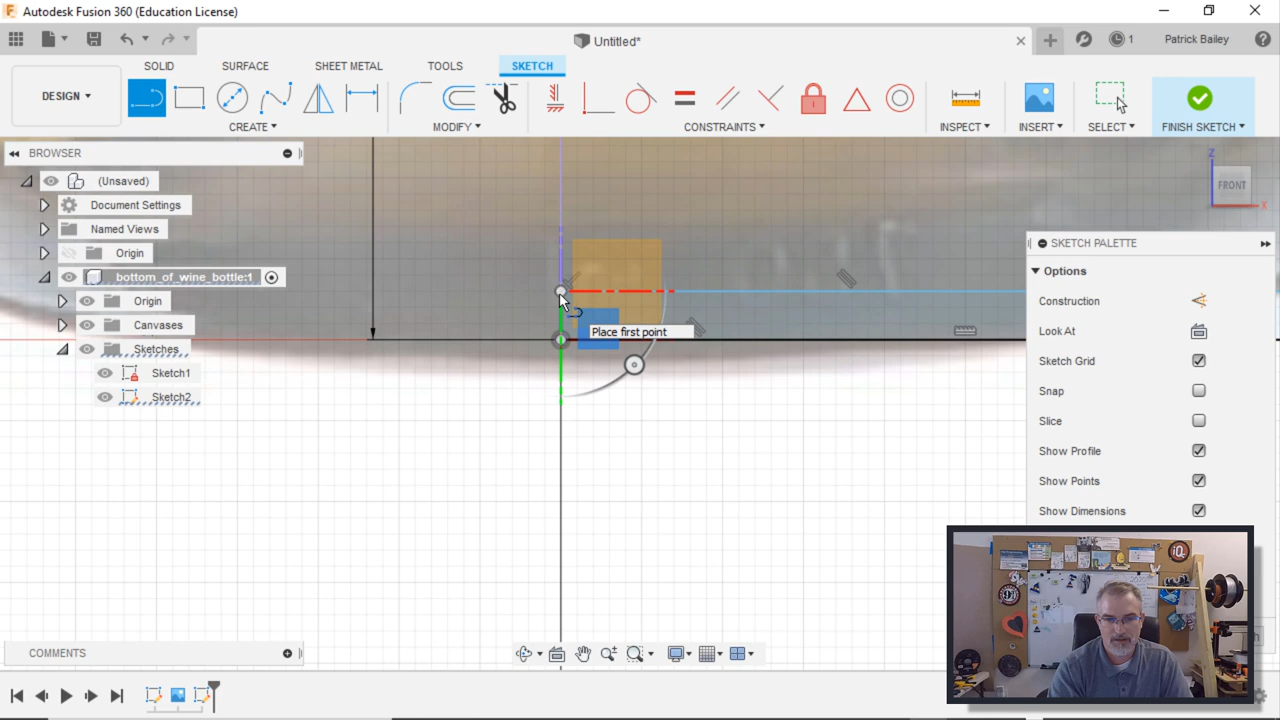 Autodesk Fusion 360 (Education License)
Untitled*
1
Patrick Bailey
DESIGN
SOLID
SURFACE
SHEET METAL
TOOLS
SKETCH
CREATE
MODIFY
CONSTRAINTS
INSPECT
INSERT
SELECT
FINISH SKETCH
BROWSER
(Unsaved)
Document Settings
Named Views
Origin
bottom_of_wine_bottle:1
Origin
Canvases
Sketches
Sketch1
Sketch2
Place first point
Z
FRONT
X
SKETCH PALETTE
Options
Construction
Look At
Sketch Grid
Snap
Slice
Show Profile
Show Points
Show Dimensions
iQ
COMMENTS